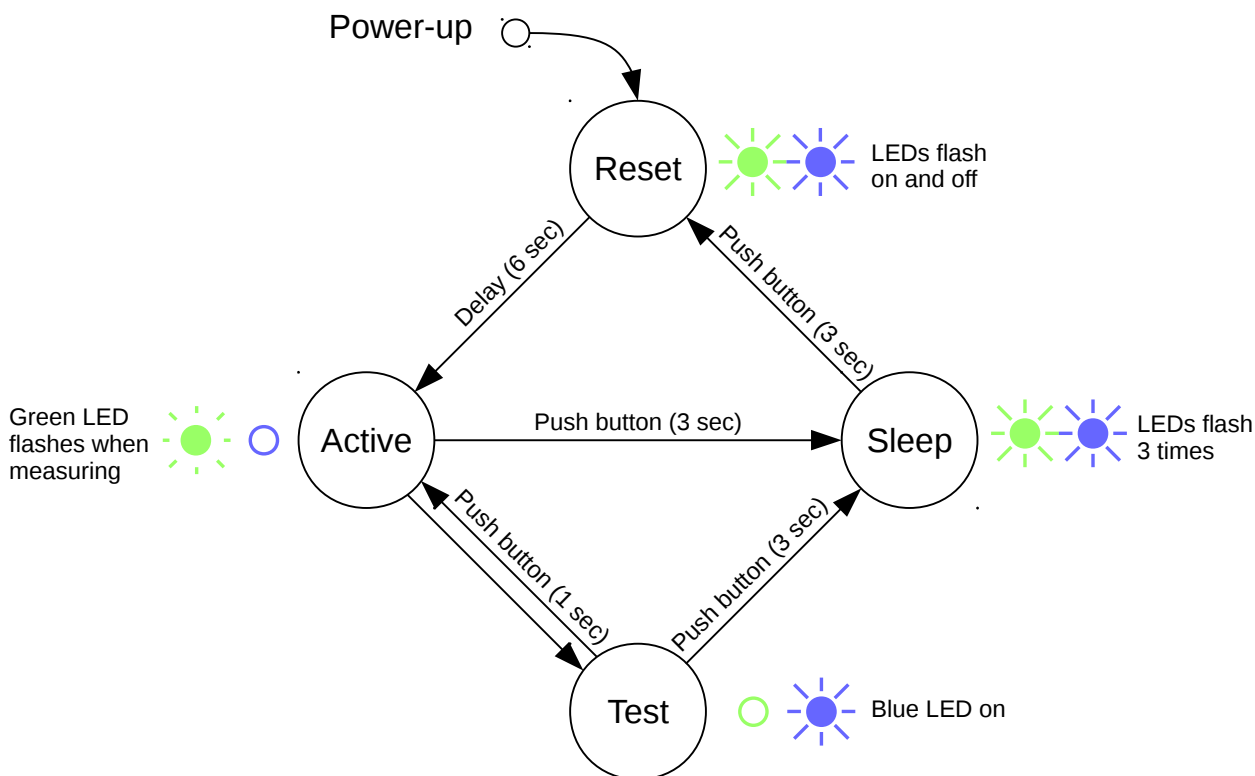 Power-up
Reset
LEDs flash
on and off
Delay (6 sec)
Push button (3 sec)
Green LED
flashes when
measuring
Active
Push button (3 sec)
Sleep
LEDs flash
3 times
Push button (1 sec)
Push button (3 sec)
Test
Blue LED on